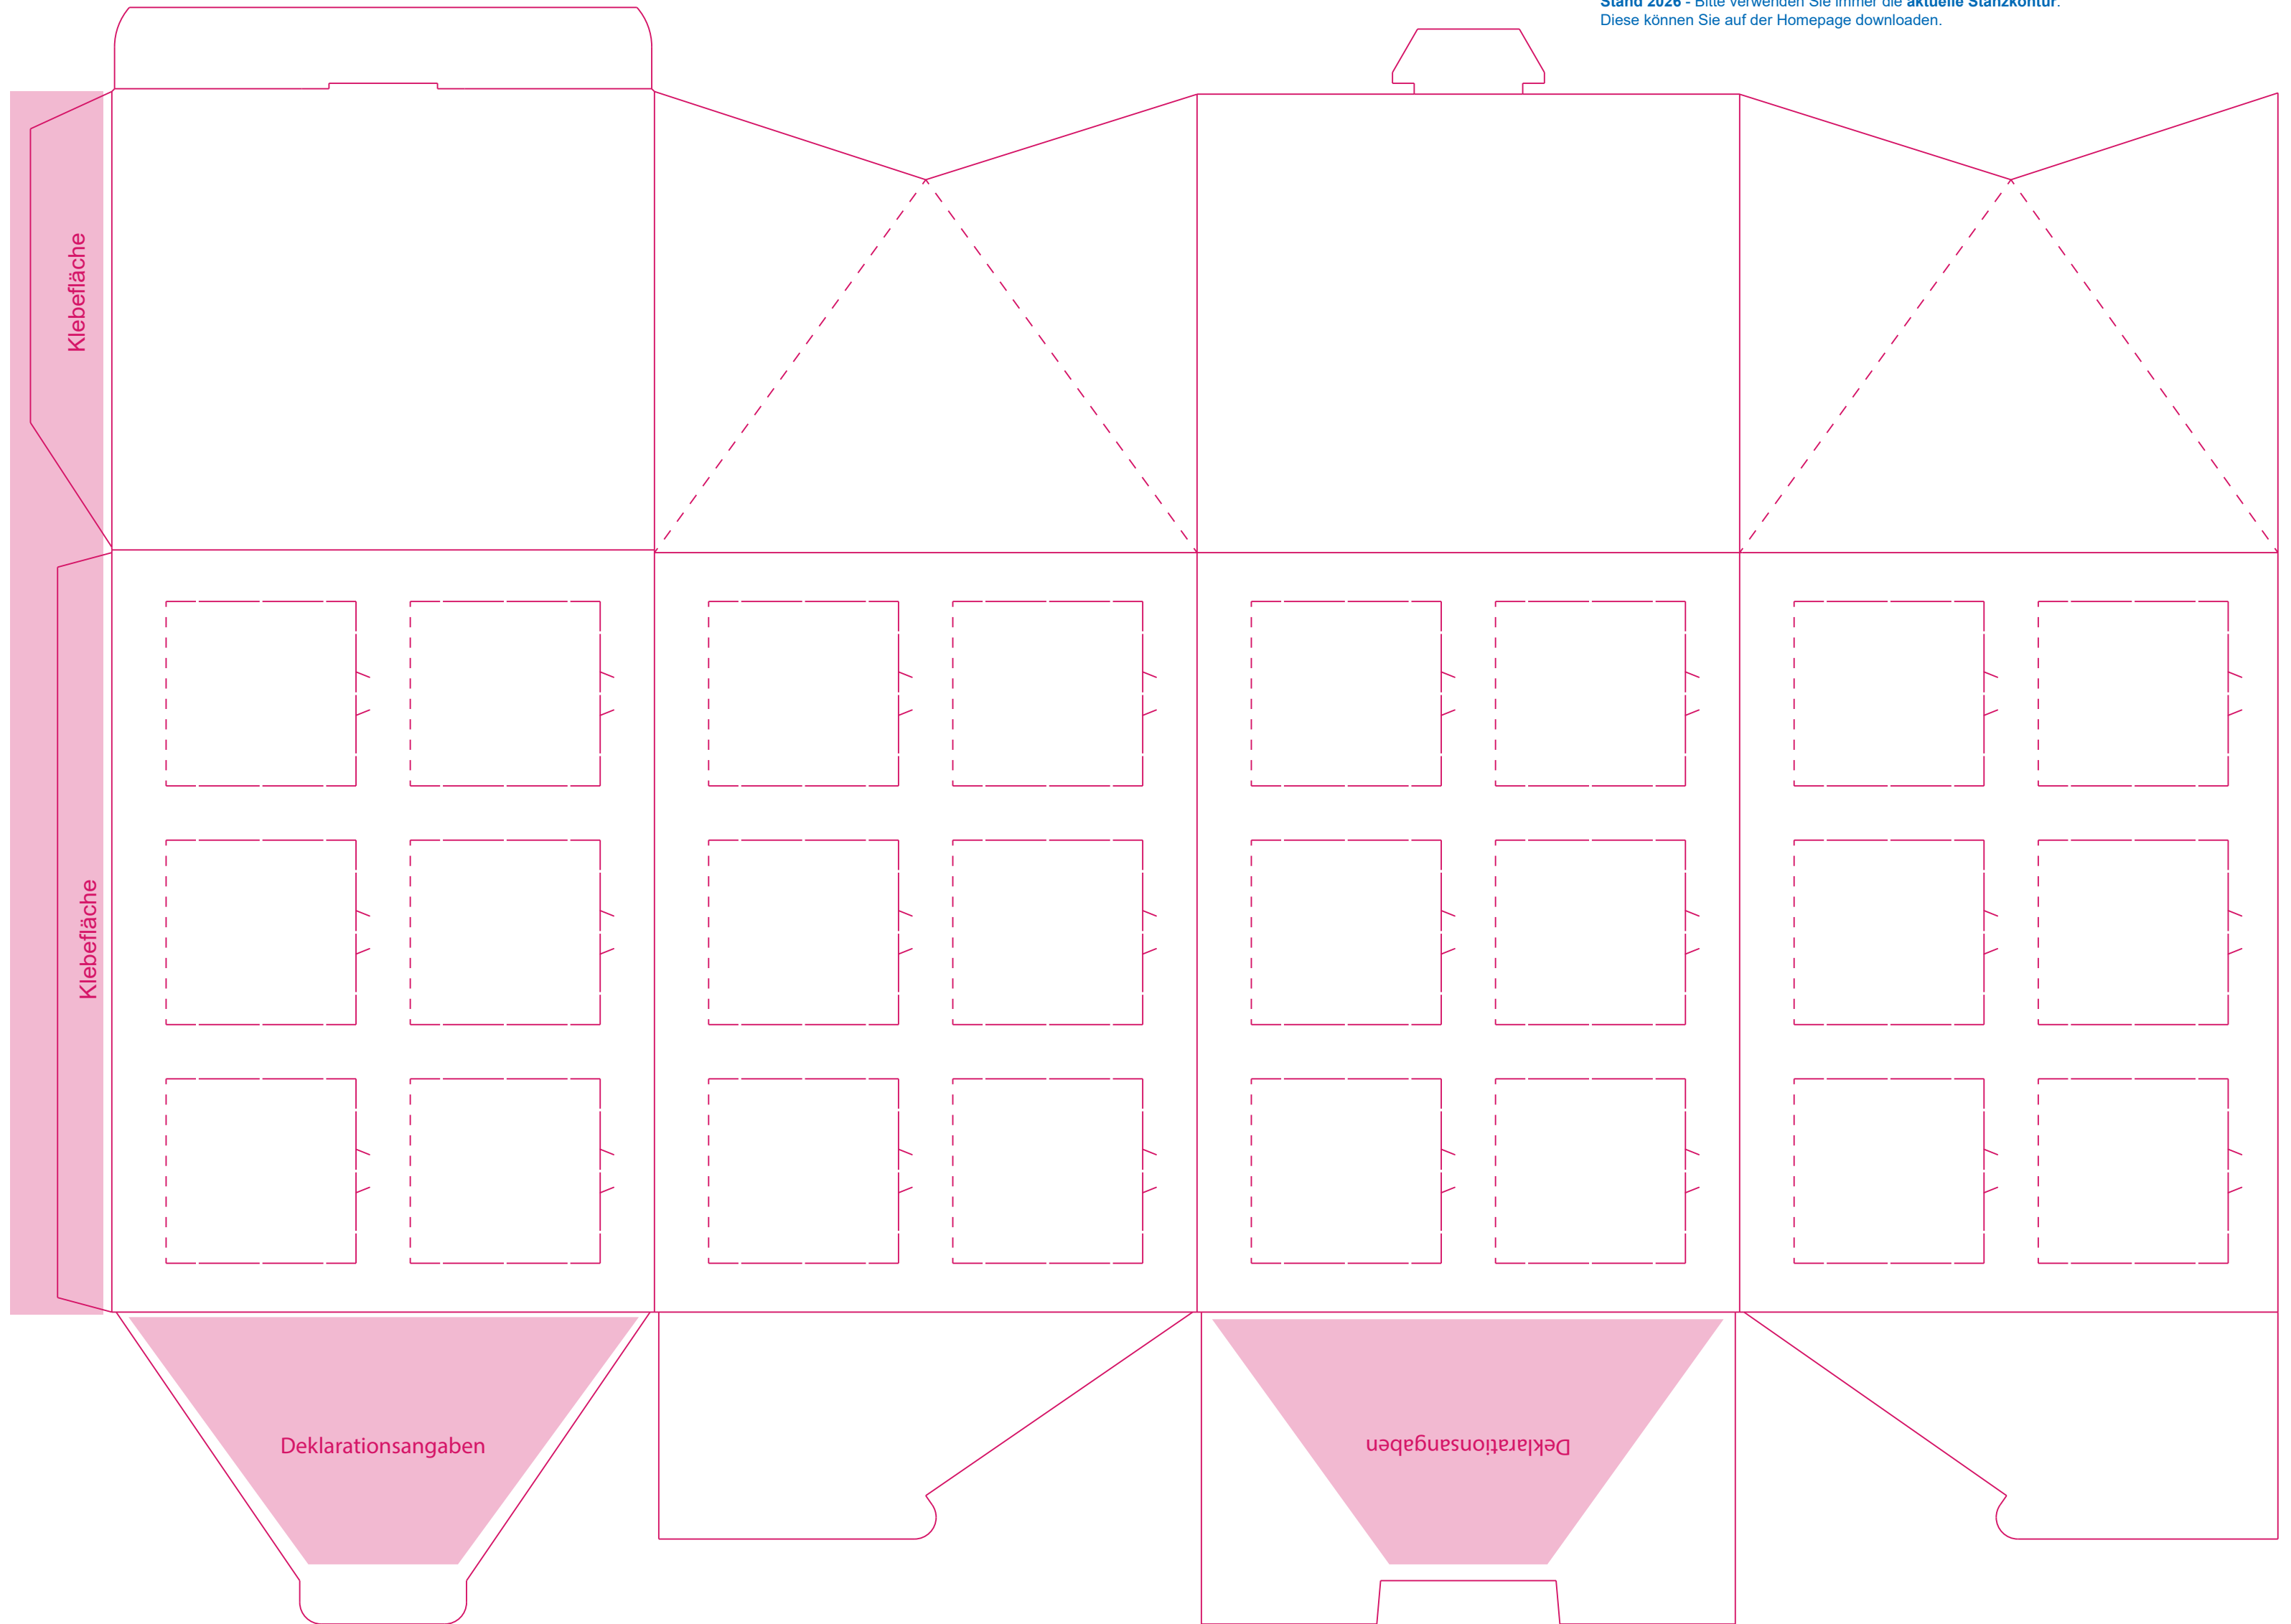 Stand 2026 - Bitte verwenden Sie immer die aktuelle Stanzkontur.
Diese können Sie auf der Homepage downloaden.
Klebefläche
Klebefläche
Deklarationsangaben
Deklarationsangaben